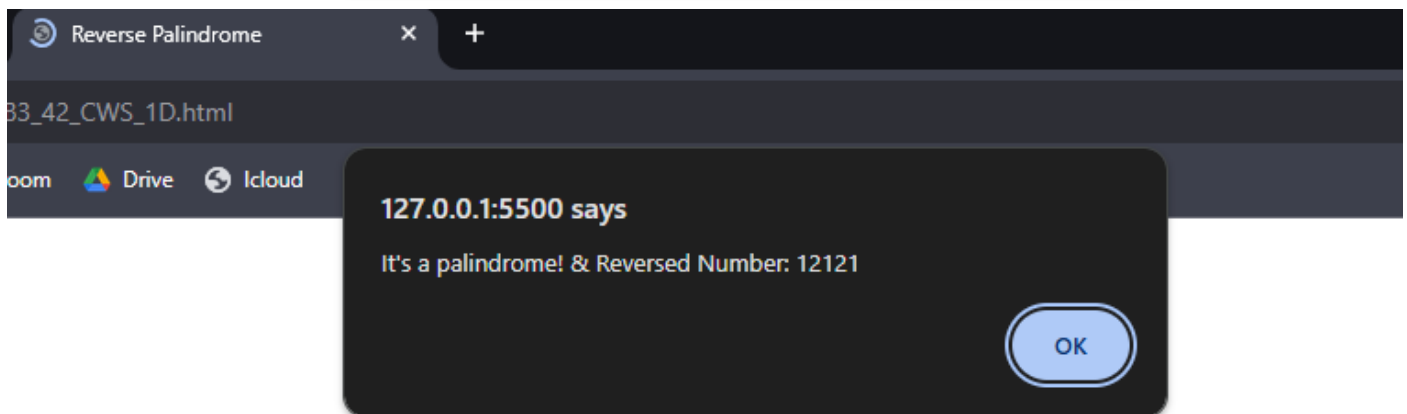 Reverse Palindrome
33_42_CWS_1D.html
oom Drive Icloud
127.0.0.1:5500 says
It's a palindrome! & Reversed Number: 12121
OK